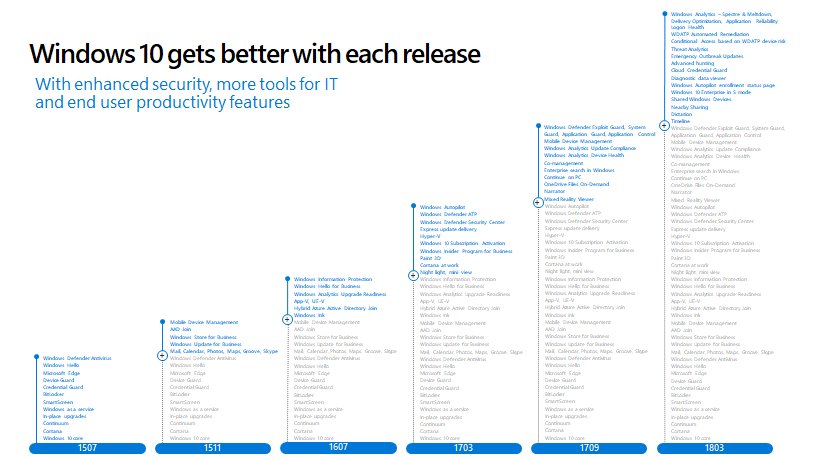 Windows 10 gets better with each release
With enhanced security, more tools for IT
and end user productivity features
Windows Defender Antivirus
Windows Hello
Microsoft Edge
Device Guard
Credential Guard
BitLocker
SmartScreen
Windows as a service
In-place upgrades
Continuum
Cortana
Windows 10 core
1507
Mobile Device Management
AAD Join
Windows Store for Business
Windows Update for Business
Mail, Calendar, Photos, Maps, Groove, Skype
Windows Defender Antivirus
Windows Hello
Microsoft Edge
Device Guard
Credential Guard
BitLocker
SmartScreen
Windows as a service
In-place upgrades
Continuum
Cortana
Windows 10 core
1511
Windows Information Protection
Windows Hello for Business
Windows Analytics Upgrade Readiness
App-V, UE-V
Hybrid Azure Active Directory Join
Windows Ink
Mobile Device Management
AAD Join
Windows Store for Business
Windows update for Business
Mail, Calendar, Photos, Maps, Groove, Skype
Windows Defender Antivirus
Windows Hello
Microsoft Edge
Device Guard
Credential Guard
BitLocker
SmartScreen
Windows as a service
In-place upgrades
Continuum
Cortana
Windows 10 core
1607
Windows Autopilot
Windows Defender ATP
Windows Defender Security Center
Express update delivery
Hyper-V
Windows 10 Subscription Activation
Windows Insider Program for Business
Paint 3D
Cortana at work
Night light, mini view
Windows Information Protection
Windows Hello for Business
Windows Analytics Upgrade Readiness
App-V, UE-V
Hybrid Azure Active Directory Join
Windows Ink
Mobile Device Management
AAD Join
Windows Store for Business
Windows update for Business
Mail, Calendar, Photos, Maps, Groove, Skype
Windows Defender Antivirus
Windows Hello
Microsoft Edge
Device Guard
Credential Guard
BitLocker
SmartScreen
Windows as a service
In-place upgrades
Continuum
Cortana
Windows 10 core
1703
Windows Defender Exploit Guard, System
Guard, Application Guard, Application Control
Mobile Device Management
Windows Analytics Update Compliance
Windows Analytics Device Health
Co-management
Enterprise search in Windows
Continue on PC
OneDrive Files On-Demand
Narrator
Mixed Reality Viewer
Windows Autopilot
Windows Defender ATP
Windows Defender Security Center
Express update delivery
Hyper-V
Windows 10 Subscription Activation
Windows Insider Program for Business
Paint 3D
Cortana at work
Night light, mini view
Windows Information Protection
Windows Hello for Business
Windows Analytics Upgrade Readiness
App-V, UE-V
Hybrid Azure Active Directory Join
Windows Ink
Mobile Device Management
AAD Join
Windows Store for Business
Windows update for Business
Mail, Calendar, Photos, Maps, Groove, Skype
Windows Defender Antivirus
Windows Hello
Microsoft Edge
Device Guard
Credential Guard
BitLocker
SmartScreen
Windows as a service
In-place upgrades
Continuum
Cortana
Windows 10 core
1709
Windows Analytics – Spectre & Meltdown,
Delivery Optimization, Application Reliability
Logon Health
WDATP Automated Remediation
Conditional Access based on WDATP device risk
Threat Analytics
Emergency Outbreak Updates
Advanced hunting
Cloud Credential Guard
Diagnostic data viewer
Windows Autopilot enrollment status page
Windows 10 Enterprise in S mode
Shared Windows Devices
Nearby Sharing
Dictation
Timeline
Windows Defender Exploit Guard, System Guard,
Application Guard, Application Control
Mobile Device Management
Windows Analytics Update Compliance
Windows Analytics Device Health
Co-management
Enterprise search in Windows
Continue on PC
OneDrive Files On-Demand
Narrator
Mixed Reality Viewer
Windows Autopilot
Windows Defender ATP
Windows Defender Security Center
Express update delivery
Hyper-V
Windows 10 Subscription Activation
Windows Insider Program for Business
Paint 3D
Cortana at work
Night light, mini view
Windows Information Protection
Windows Hello for Business
Windows Analytics Upgrade Readiness
App-V, UE-V
Hybrid Azure Active Directory Join
Windows Ink
Mobile Device Management
AAD Join
Windows Store for Business
Windows update for Business
Mail, Calendar, Photos, Maps, Groove, Skype
Windows Defender Antivirus
Windows Hello
Microsoft Edge
Device Guard
Credential Guard
BitLocker
SmartScreen
Windows as a service
In-place upgrades
Continuum
Cortana
Windows 10 core
1803